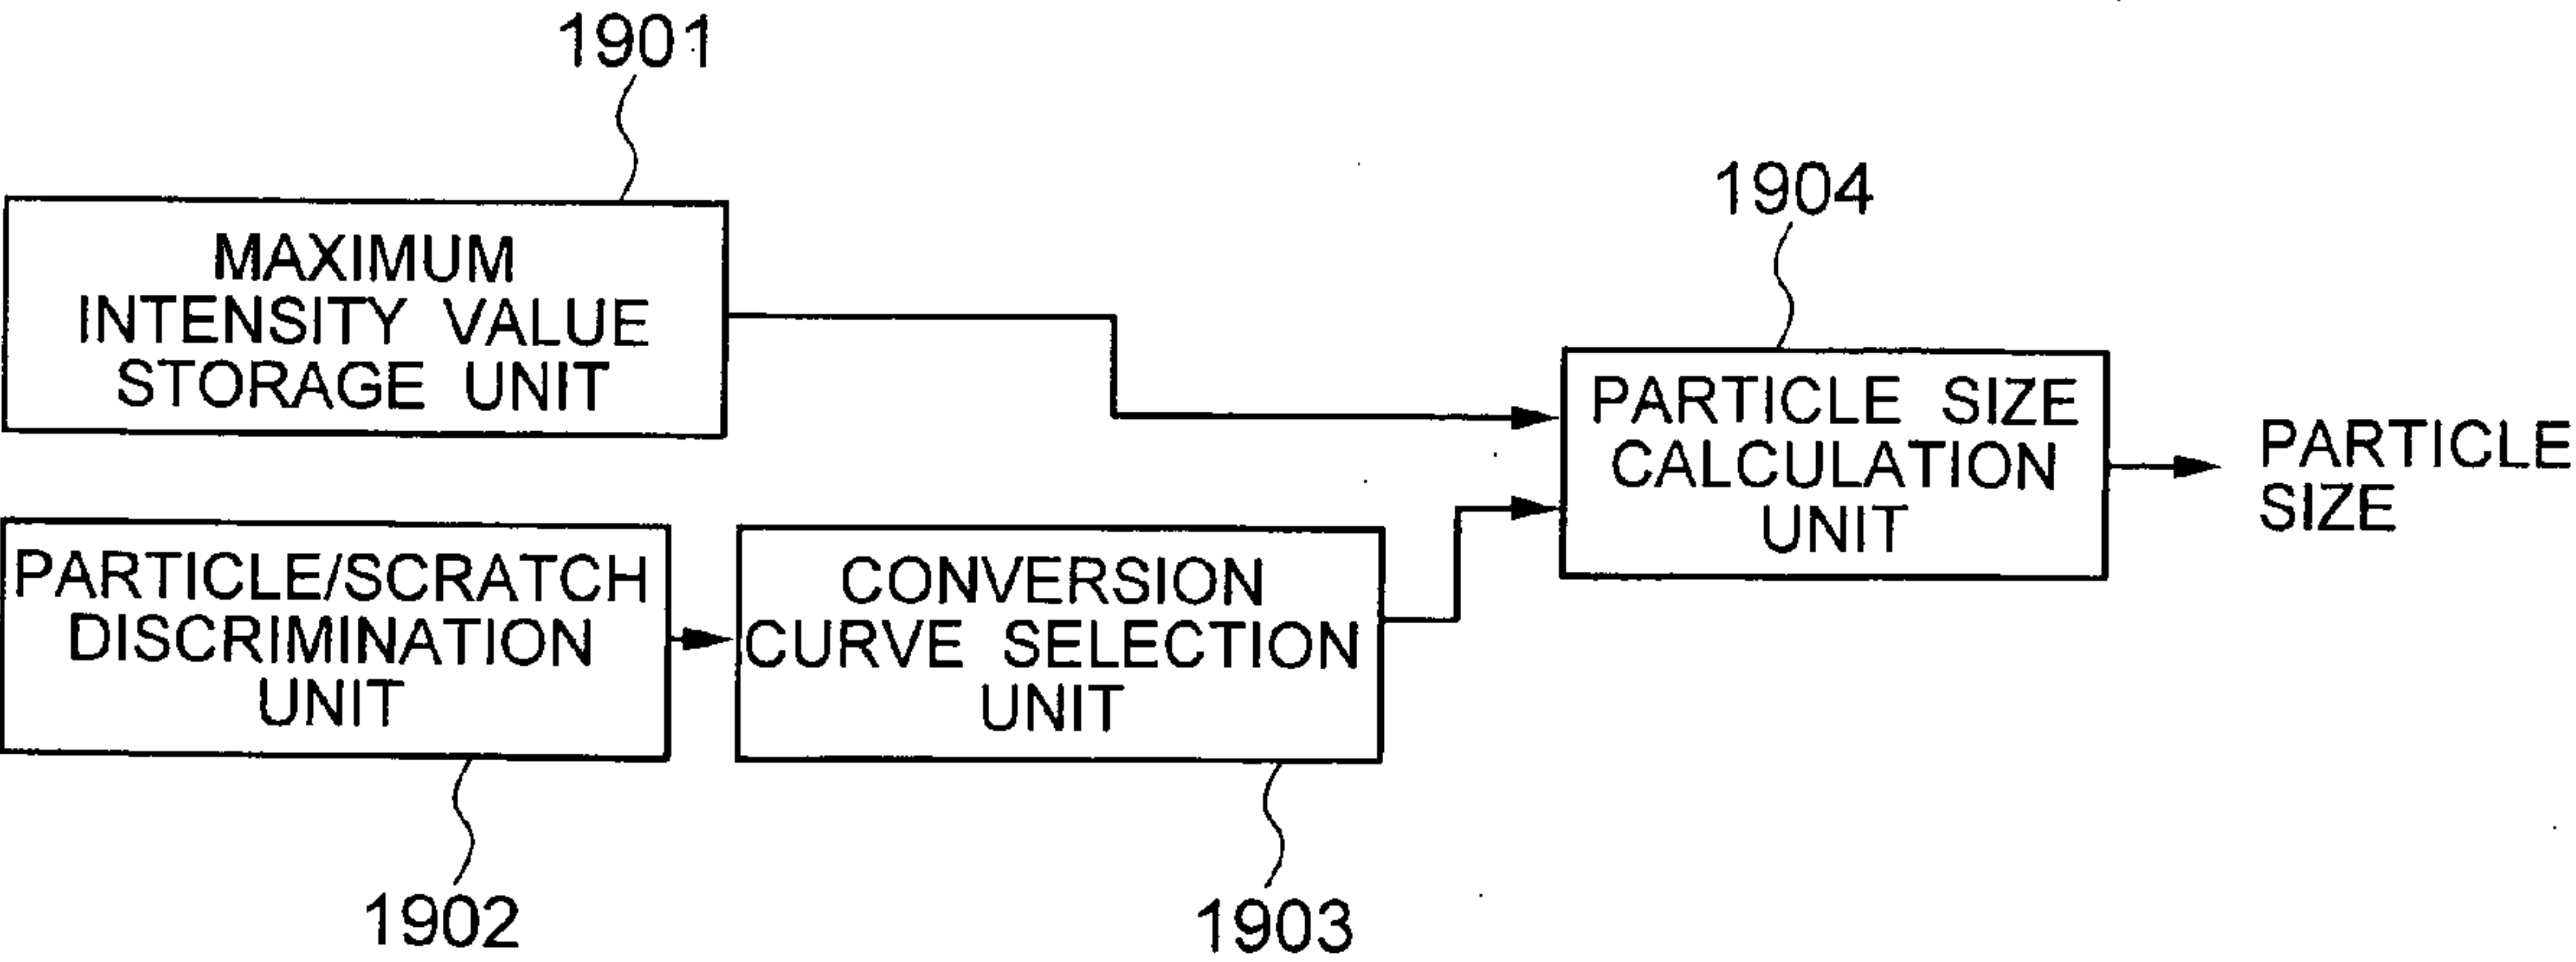 1901
MAXIMUM
INTENSITY VALUE
STORAGE UNIT
1904
PARTICLE SIZE
CALCULATION
UNIT
PARTICLE
SIZE
PARTICLE/SCRATCH
DISCRIMINATION
UNIT
CONVERSION
CURVE SELECTION
UNIT
1902
1903